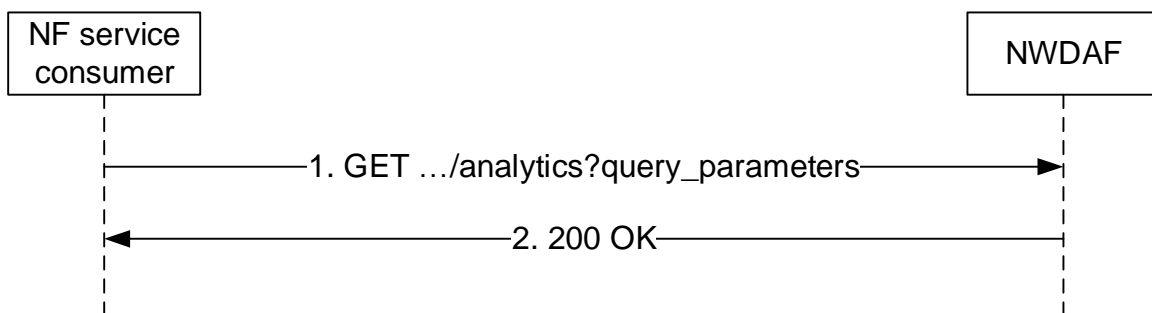 NF service
consumer
NWDAF
1. GET …/analytics?query_parameters
2. 200 OK